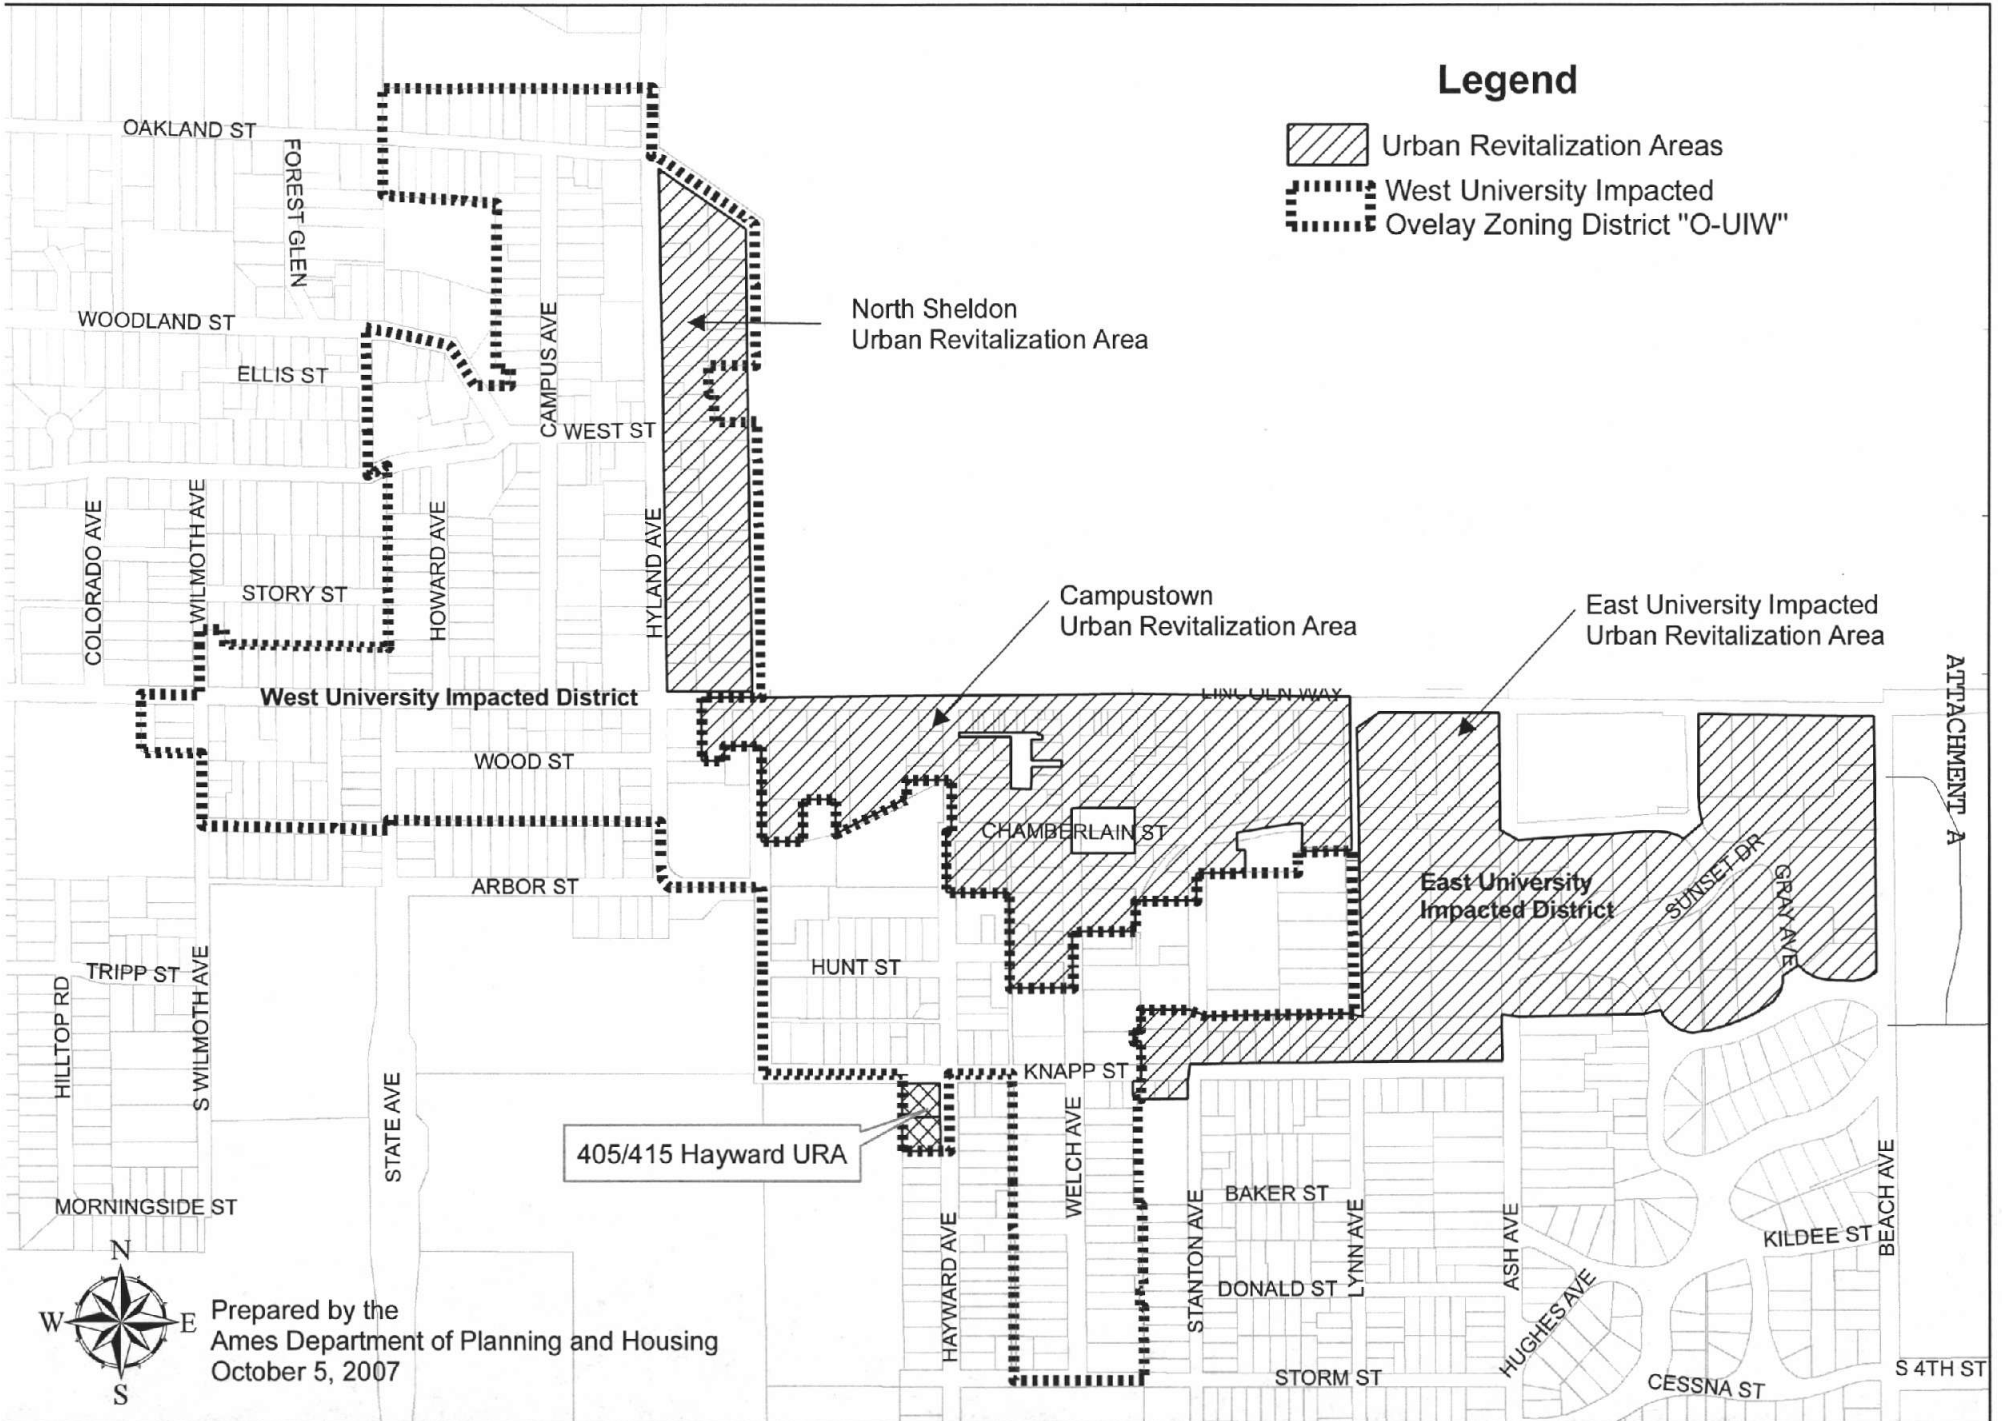 Legend
Urban Revitalization Areas
West University Impacted
Ovelay Zoning District "O-UIW"
OAKLAND ST
FOREST GLEN
WOODLAND ST
ELLIS ST
CAMPUS AVE
WEST ST
North Sheldon
Urban Revitalization Area
COLORADO AVE
WILMOTH AVE
STORY ST
HOWARD AVE
HYLAND AVE
Campustown
Urban Revitalization Area
East University Impacted
Urban Revitalization Area
ATTACHMENT A
West University Impacted District
LINCOLN WAY
WOOD ST
CHAMBERLAIN ST
ARBOR ST
East University
Impacted District
SUNSET DR
GRAY AVE
HUNT ST
TRIPP ST
HILLTOP RD
S WILMOTH AVE
STATE AVE
KNAPP ST
405/415 Hayward URA
WELCH AVE
MORNINGSIDE ST
HAYWARD AVE
STANTON AVE
BAKER ST
LYNN AVE
ASH AVE
KILDEE ST
BEACH AVE
DONALD ST
HUGHES AVE
STORM ST
CESSNA ST
S 4TH ST
N
W
E
S
Prepared by the
Ames Department of Planning and Housing
October 5, 2007